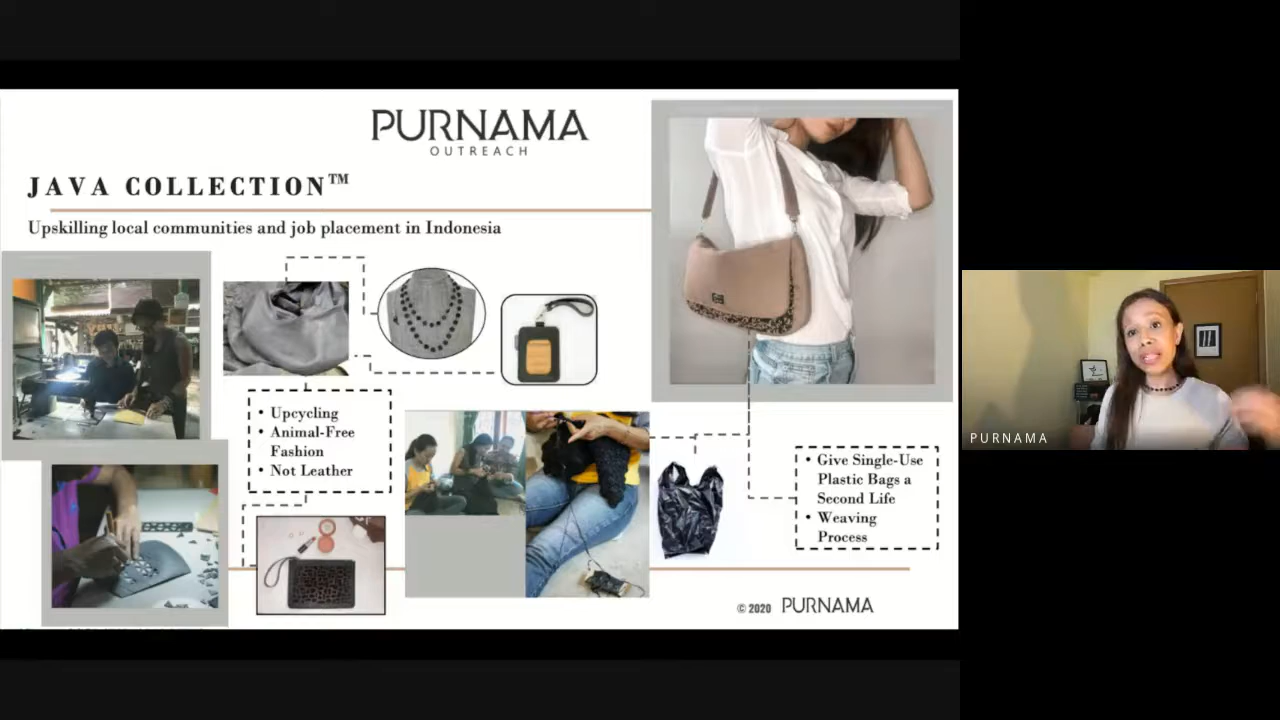 PURNAMA
OUTREACH
JAVA COLLECTION™
Upskilling local communities and job placement in Indonesia
• Upcycling
• Animal-Free
Fashion
• Not Leather
• Give Single-Use
Plastic Bags a
Second Life
• Weaving
Process
© 2020 PURNAMA
PURNAMA